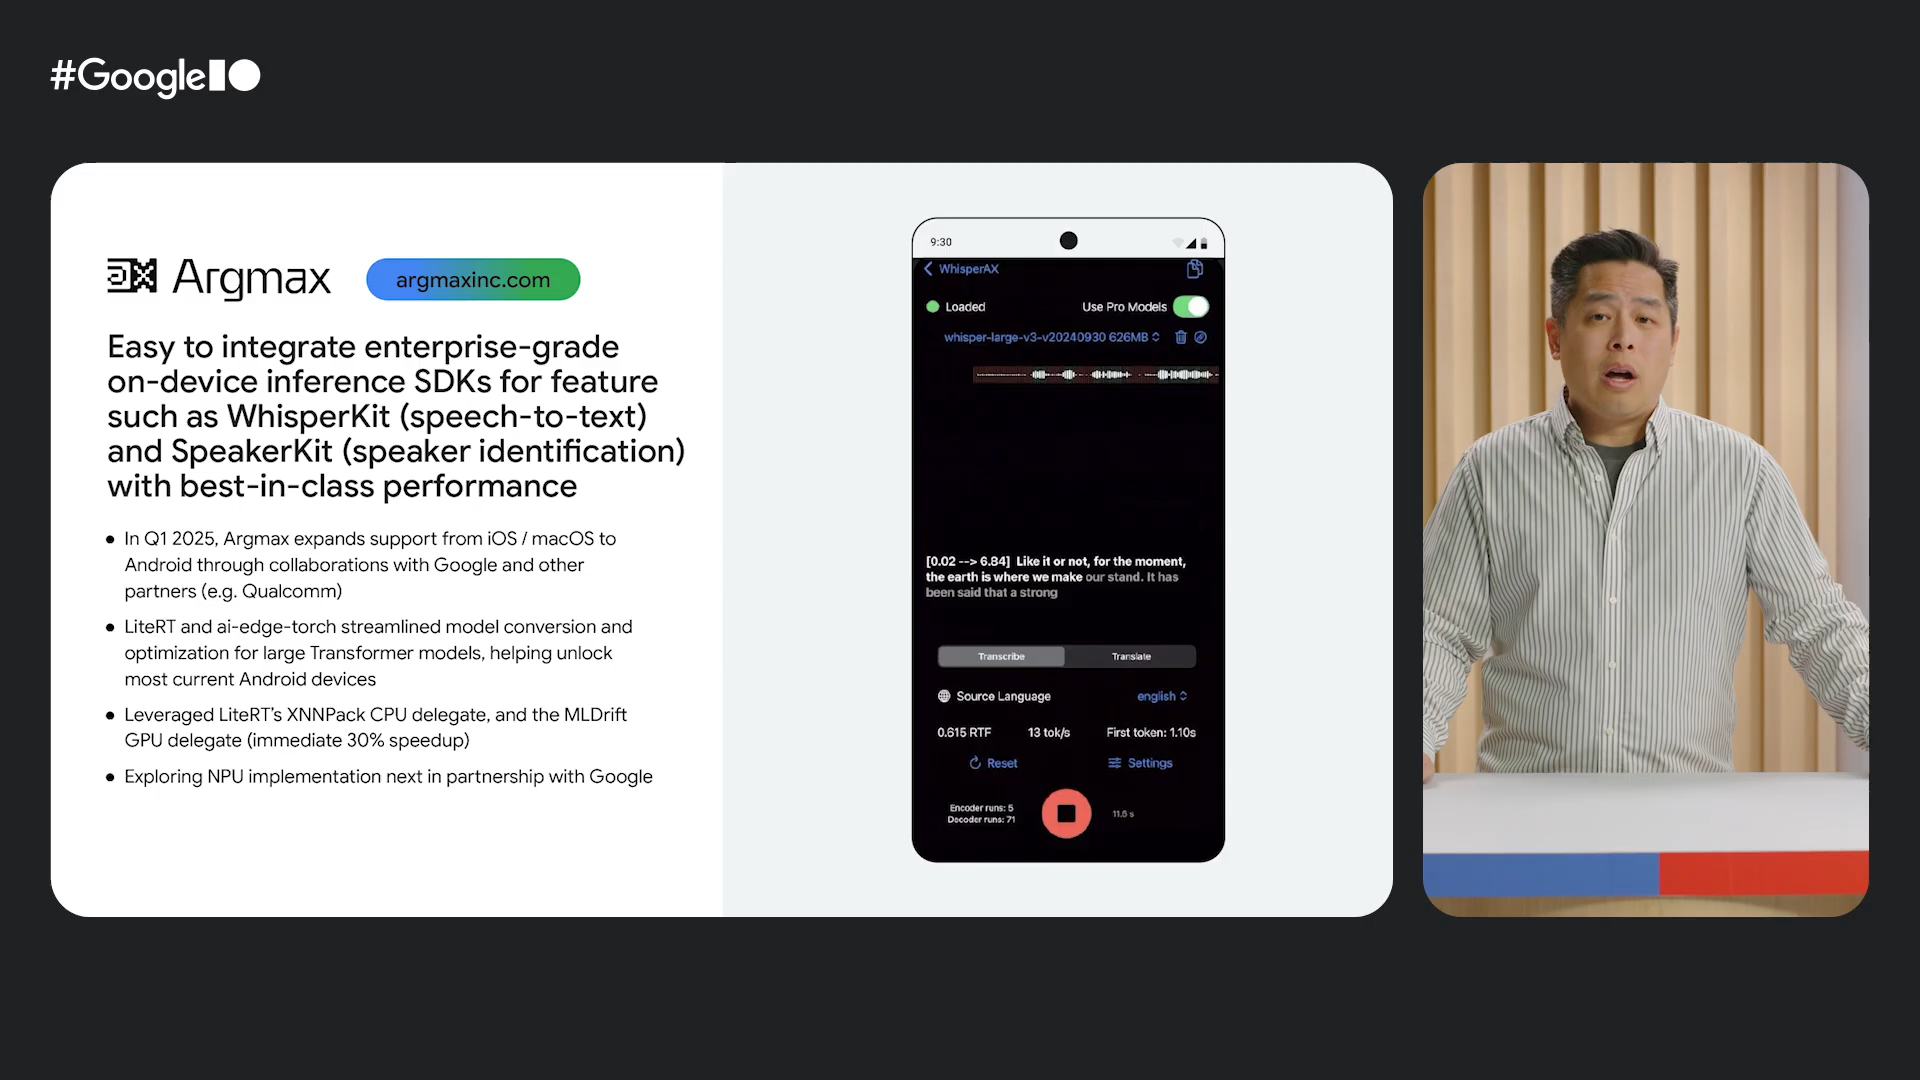 #Google IO
Argmax
argmaxinc.com
Easy to integrate enterprise-grade
on-device inference SDKs for feature
such as WhisperKit (speech-to-text)
and SpeakerKit (speaker identification)
with best-in-class performance
• In Q1 2025, Argmax expands support from iOS / macOS to
Android through collaborations with Google and other
partners (e.g. Qualcomm)
• LiteRT and ai-edge-torch streamlined model conversion and
optimization for large Transformer models, helping unlock
most current Android devices
• Leveraged LiteRT's XNNPack CPU delegate, and the MLDrift
GPU delegate (immediate 30% speedup)
• Exploring NPU implementation next in partnership with Google
9:30
WhisperAX
Loaded
Use Pro Models
whisper-large-v3-v20240930 626MB
[0.02 --> 6.84] Like it or not, for the moment,
the earth is where we make our stand. It has
been said that a strong
Transcribe
Translate
Source Language
english
0.615 RTF
13 tok/s
First token: 1.10s
Reset
Settings
Encoder runs: 5
Decoder runs: 71
11.6 s